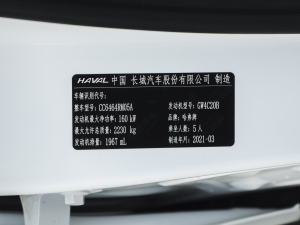 HAVAL 中国 长城汽车股份有限公司 制造
车辆识别代号:
整车型号: CC6464RM05A 发动机型号: GW4C20B
发动机最大净功率: 160 kW 品牌: 哈弗牌
最大允许总质量: 2230 kg 乘坐人数: 5人
发动机排量: 1967 mL 制造年月: 2021-03